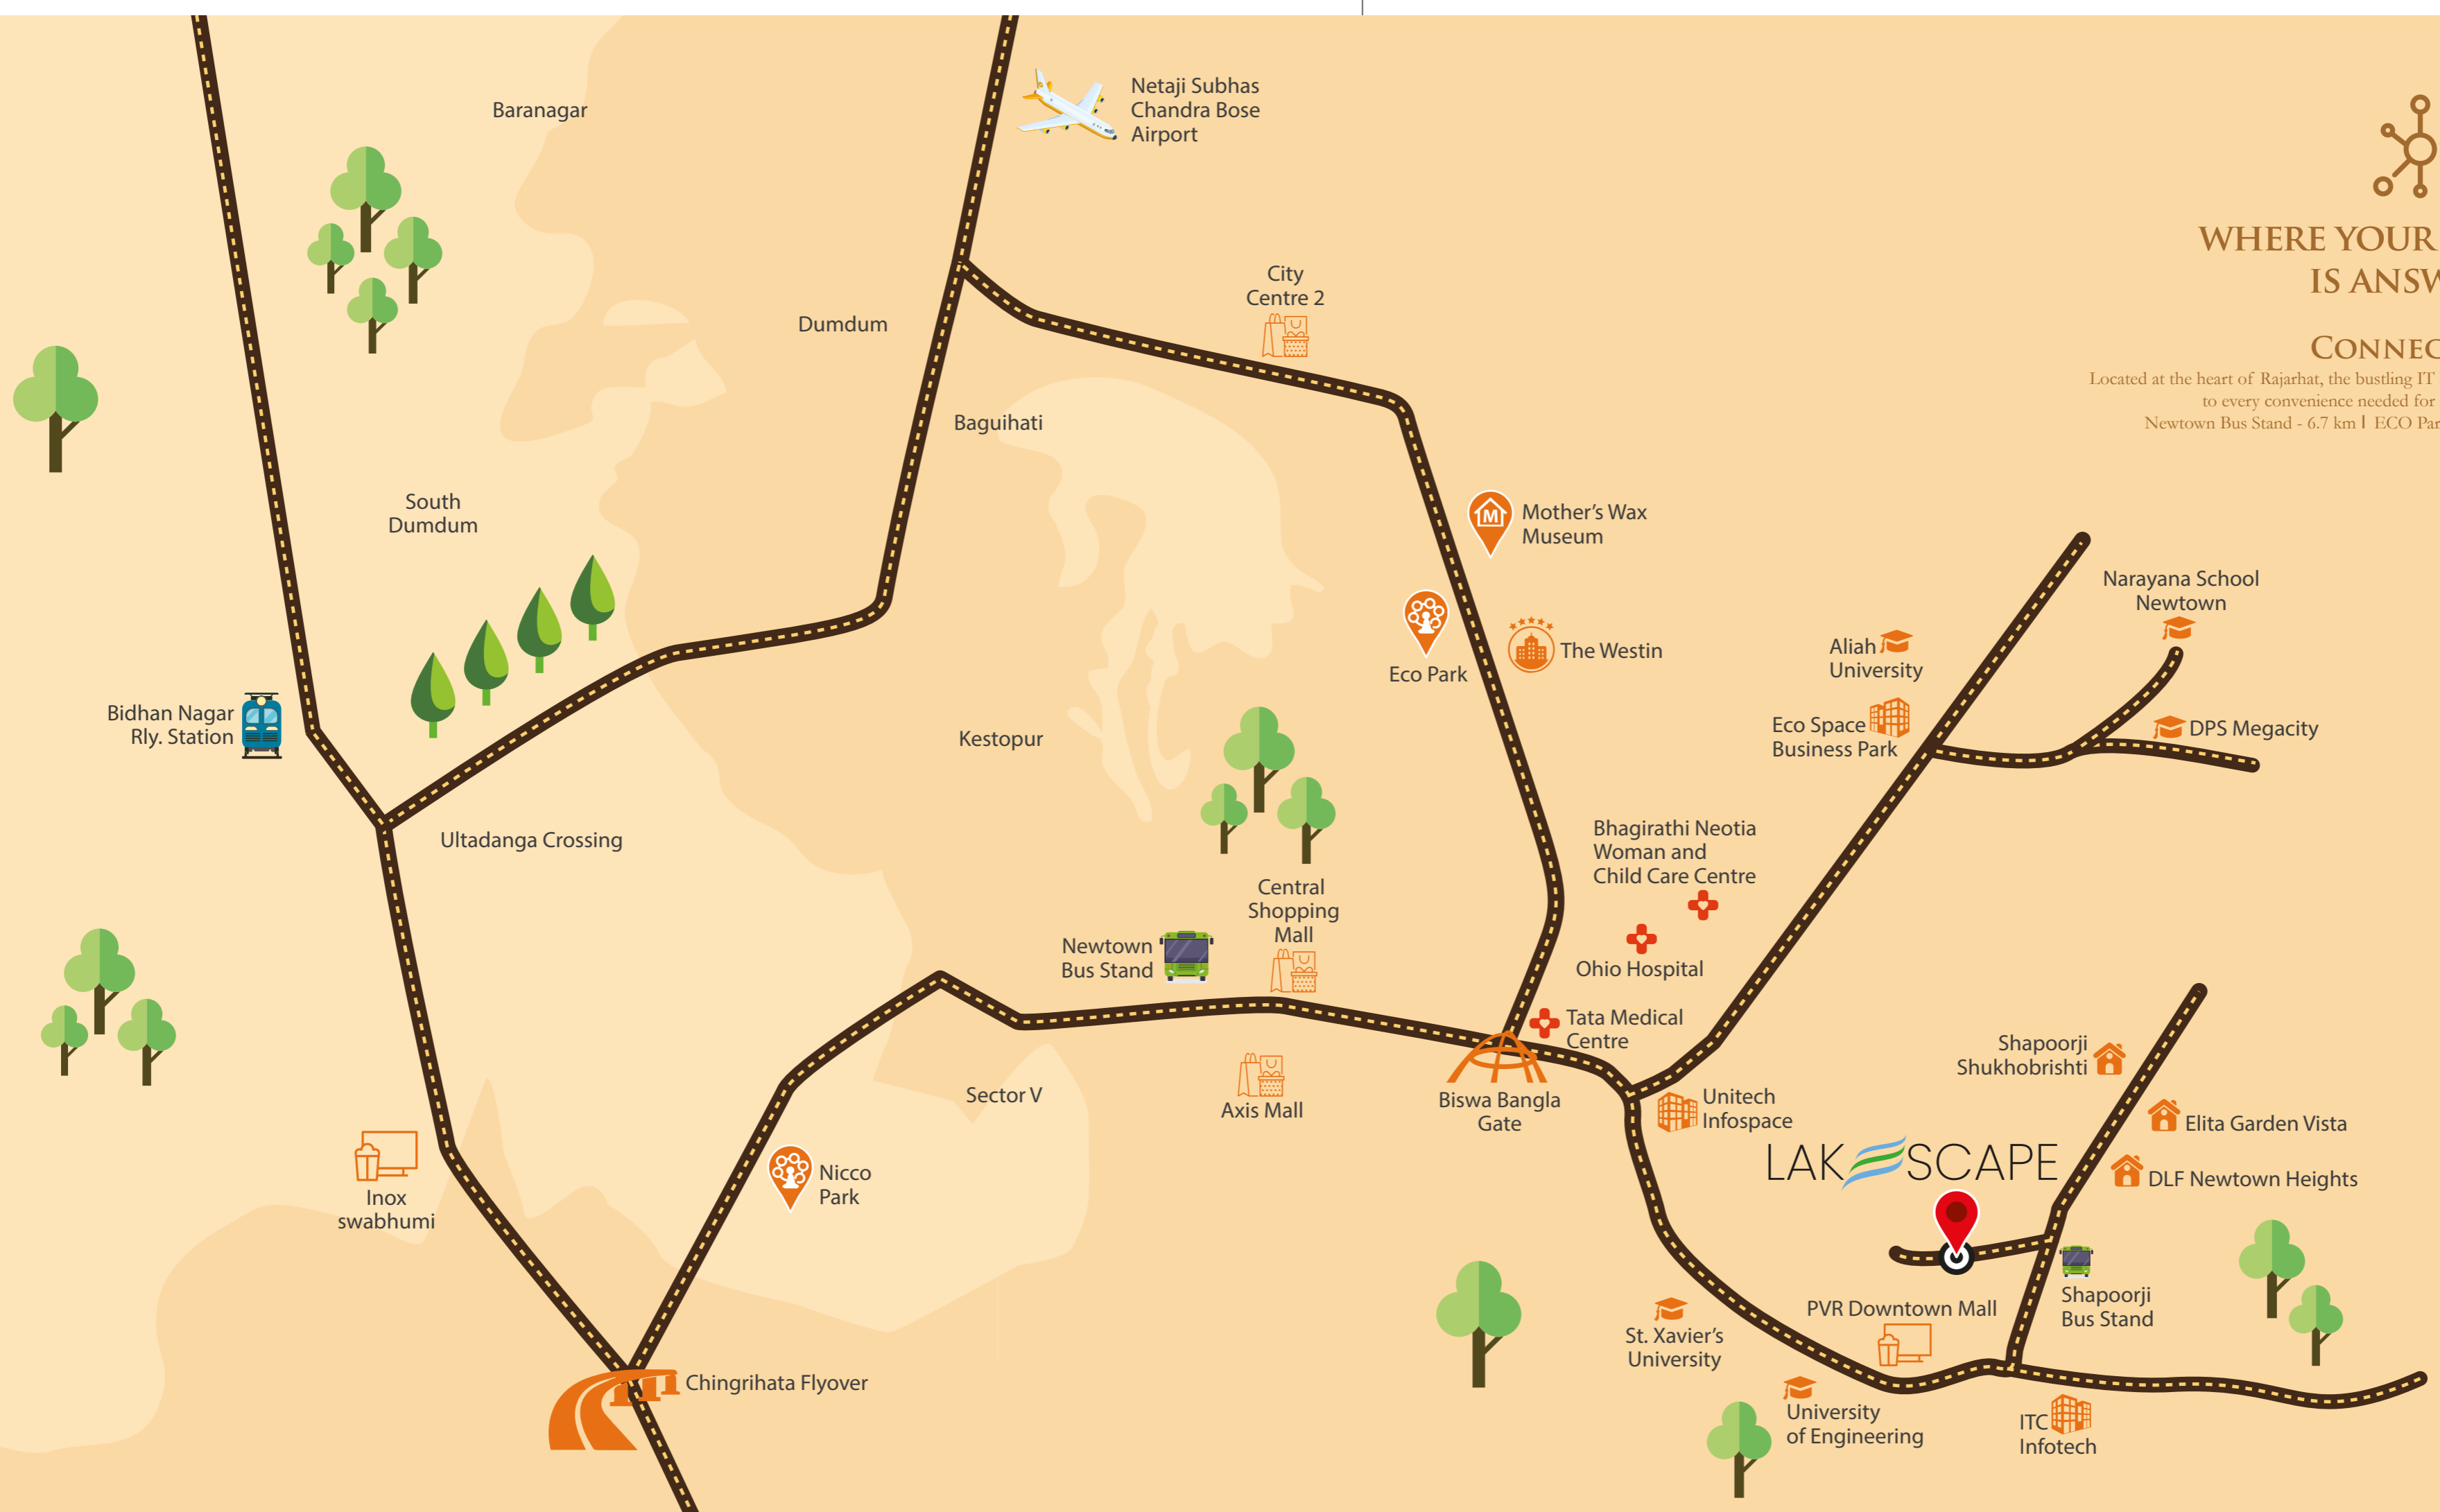 Baranagar
Netaji Subhas
Chandra Bose
Airport
WHERE YOUR
IS ANSW
CONNEC
Located at the heart of Rajarhat, the bustling IT
to every convenience needed for
Newtown Bus Stand - 6.7 km | ECO Par
City
Centre 2
Dumdum
Baguihati
South
Dumdum
Mother's Wax
Museum
M
Eco Park
The Westin
Narayana School
Newtown
Aliah
University
Eco Space
Business Park
DPS Megacity
Bidhan Nagar
Rly. Station
Kestopur
Ultadanga Crossing
Bhagirathi Neotia
Woman and
Child Care Centre
Central
Shopping
Mall
Newtown
Bus Stand
Ohio Hospital
Tata Medical
Centre
Sector V
Axis Mall
Biswa Bangla
Gate
Unitech
Infospace
Shapoorji
Shukhobrishti
Elita Garden Vista
DLF Newtown Heights
LAKESCAPE
Inox
swabhumi
Nicco
Park
Shapoorji
Bus Stand
PVR Downtown Mall
St. Xavier's
University
Chingrihata Flyover
University
of Engineering
ITC
Infotech